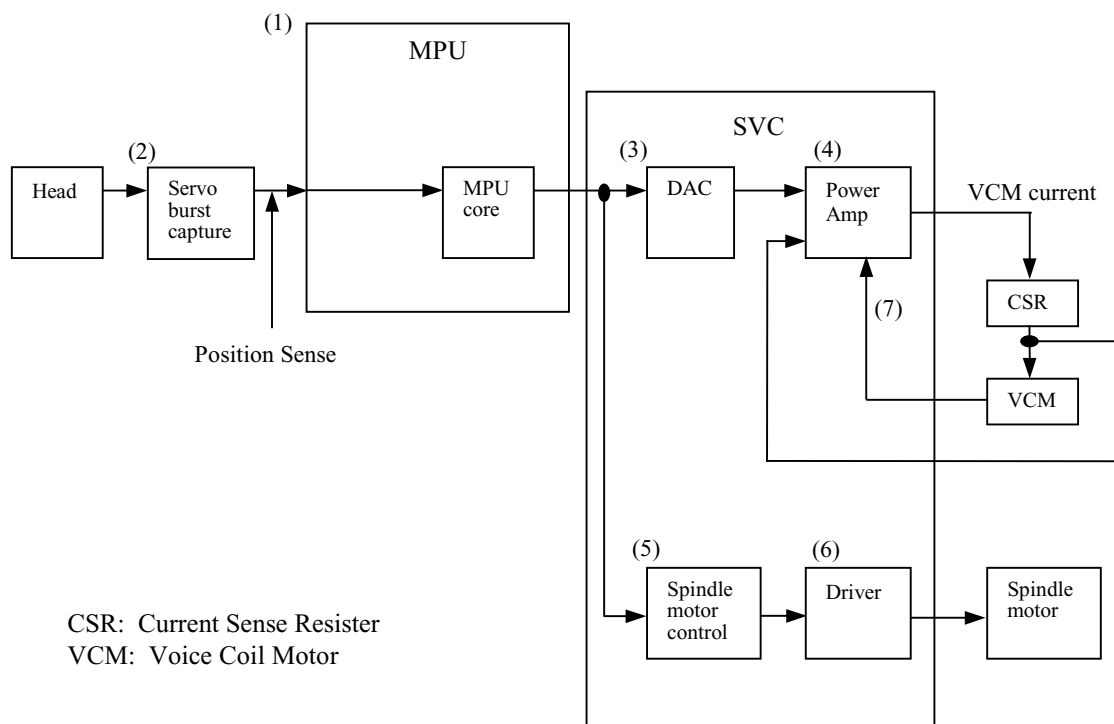 (1)
MPU
SVC
(2)
(3)
(4)
Head
Servo
burst
capture
MPU
core
DAC
Power
Amp
VCM current
(7)
CSR
Position Sense
VCM
(5)
(6)
Spindle
motor
control
Driver
Spindle
motor
CSR: Current Sense Resister
VCM: Voice Coil Motor